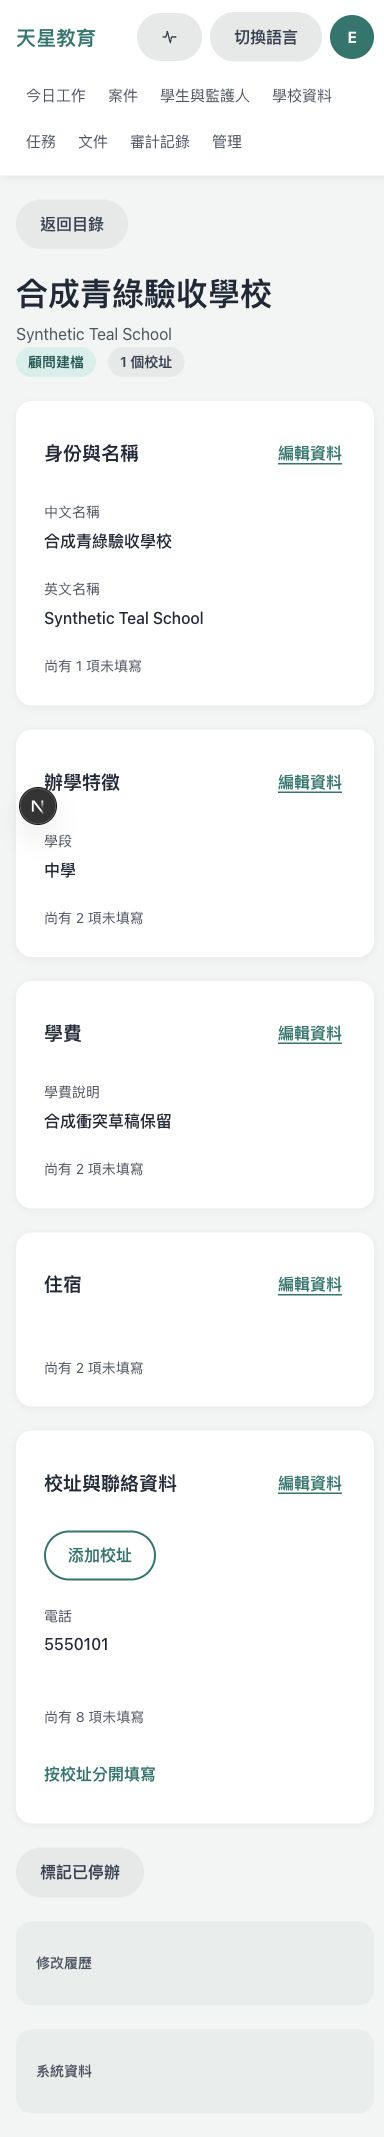 天星教育
切換語言
E
今日工作 案件 學生與監護人 學校資料
任務 文件 審計記錄 管理
返回目錄
合成青綠驗收學校
Synthetic Teal School
顧問建檔 1 個校址
身份與名稱 編輯資料
中文名稱
合成青綠驗收學校
英文名稱
Synthetic Teal School
尚有 1 項未填寫
辦學特徵 編輯資料
N
學段
中學
尚有 2 項未填寫
學費 編輯資料
學費說明
合成衝突草稿保留
尚有 2 項未填寫
住宿 編輯資料
尚有 2 項未填寫
校址與聯絡資料 編輯資料
添加校址
電話
5550101
尚有 8 項未填寫
按校址分開填寫
標記已停辦
修改履歷
系統資料